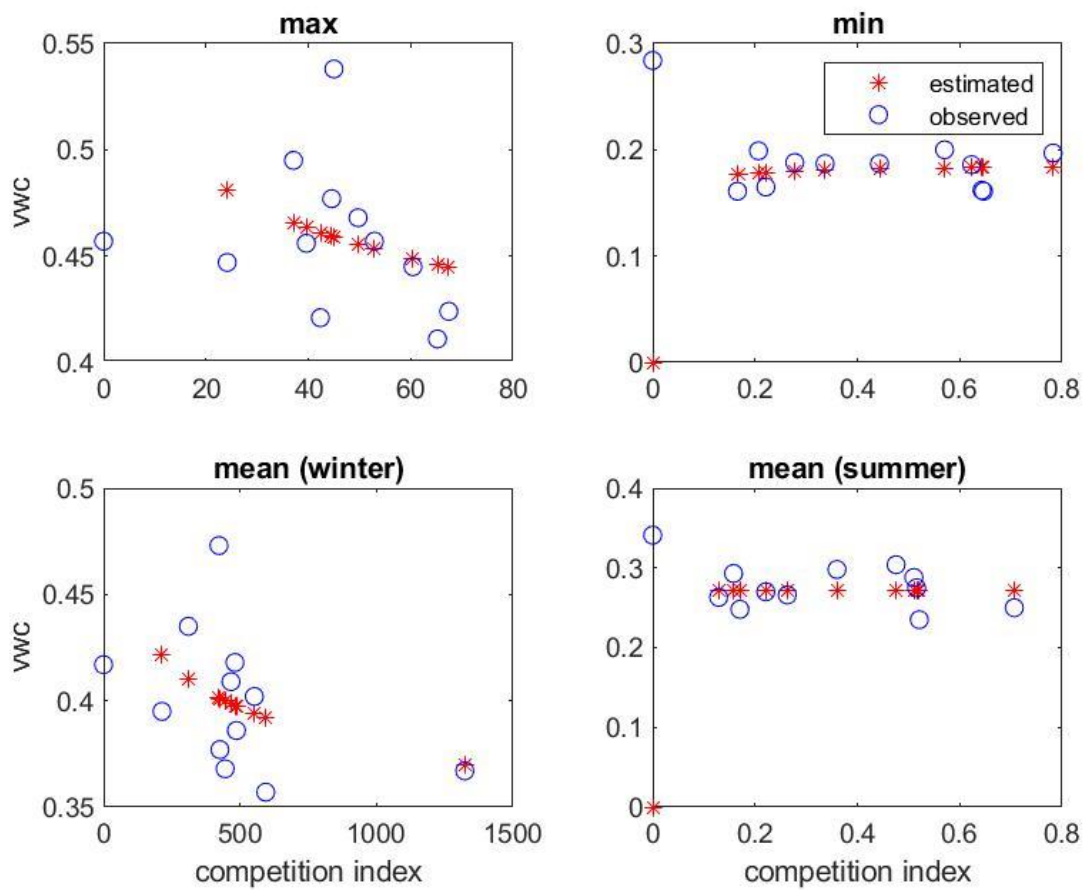 max
0.55
0.5
0.45
0.4
vwc
0 20 40 60 80
min
0.3
0.2
0.1
0
estimated
observed
0 0.2 0.4 0.6 0.8
mean (winter)
0.5
0.45
0.4
0.35
vwc
0 500 1000 1500
competition index
mean (summer)
0.4
0.3
0.2
0.1
0
0 0.2 0.4 0.6 0.8
competition index